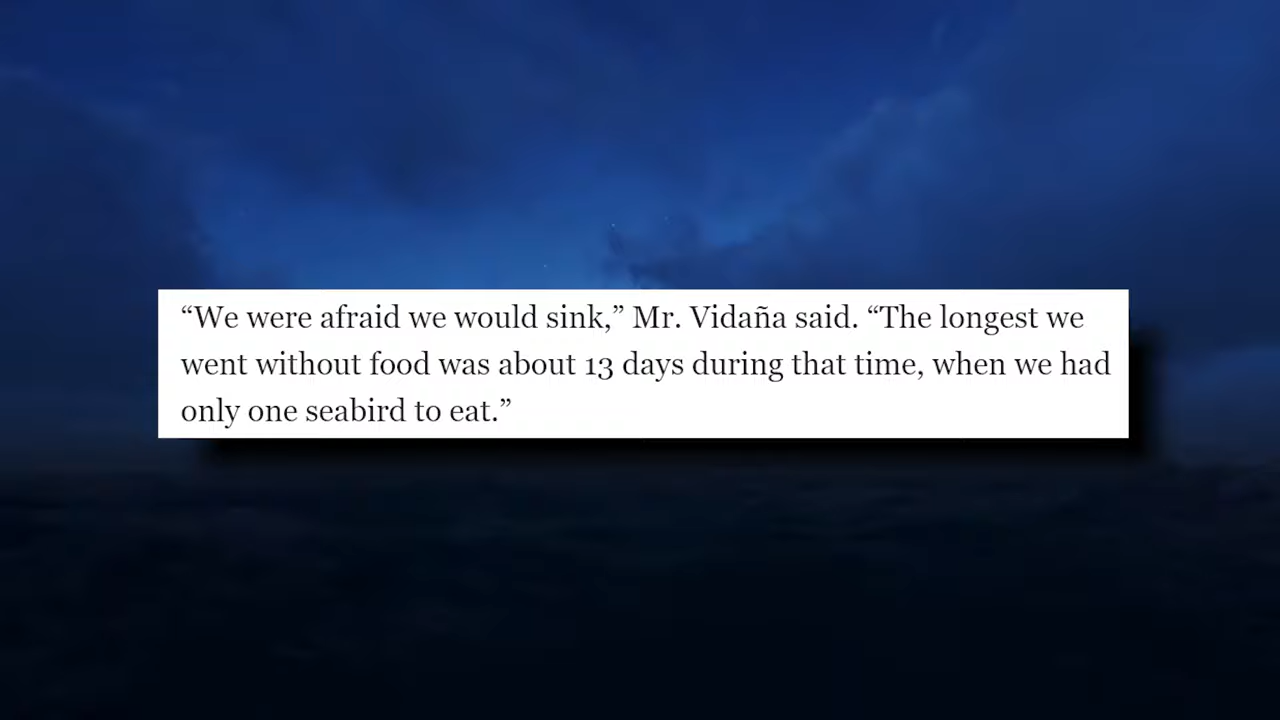 “We were afraid we would sink,” Mr. Vidaña said. “The longest we
went without food was about 13 days during that time, when we had
only one seabird to eat.”